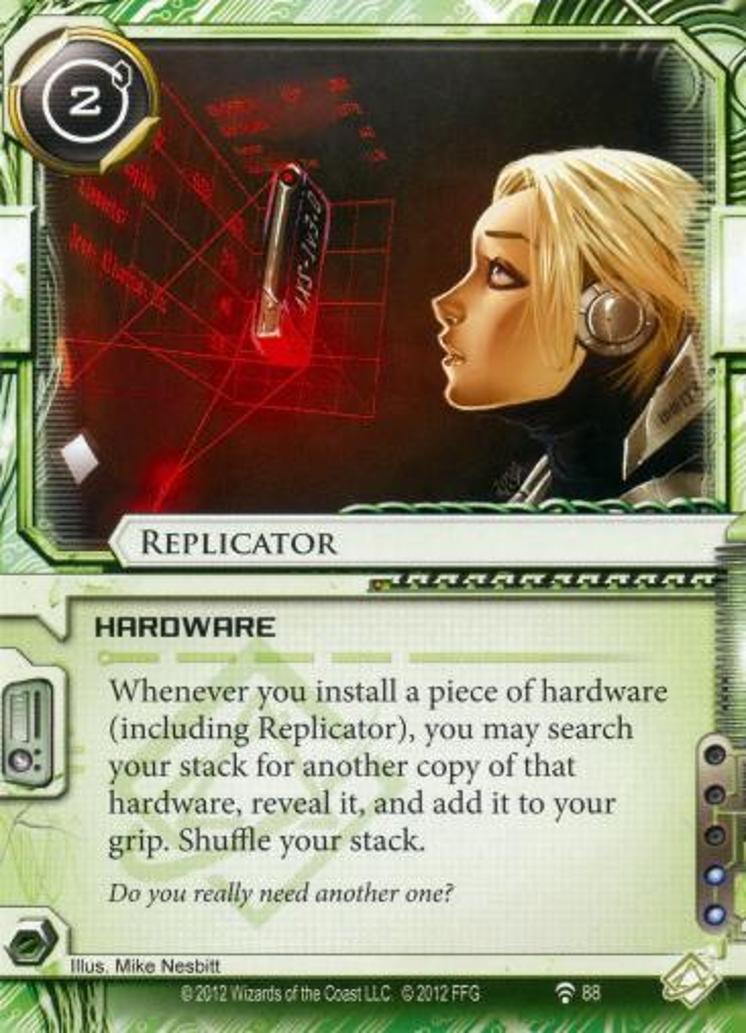 2
REPLICATOR
HARDWARE
Whenever you install a piece of hardware
(including Replicator), you may search
your stack for another copy of that
hardware, reveal it, and add it to your
grip. Shuffle your stack.
Do you really need another one?
Illus. Mike Nesbitt
© 2012 Wizards of the Coast LLC. © 2012 FFG
88